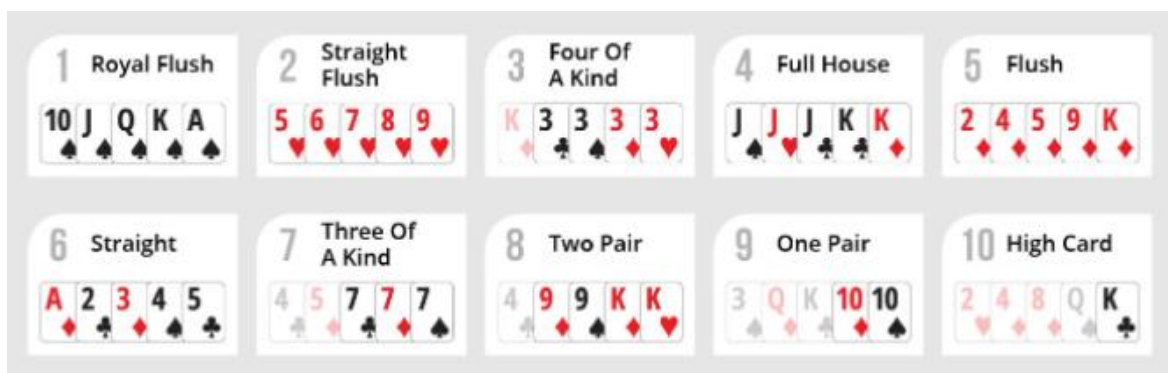 1 Royal Flush
10 J Q K A
2 Straight
Flush
5 6 7 8 9
3 Four Of
A Kind
K 3 3 3 3
4 Full House
J J J K K
5 Flush
2 4 5 9 K
6 Straight
A 2 3 4 5
7 Three Of
A Kind
4 5 7 7 7
8 Two Pair
4 9 9 K K
9 One Pair
3 Q K 10 10
10 High Card
2 4 8 Q K